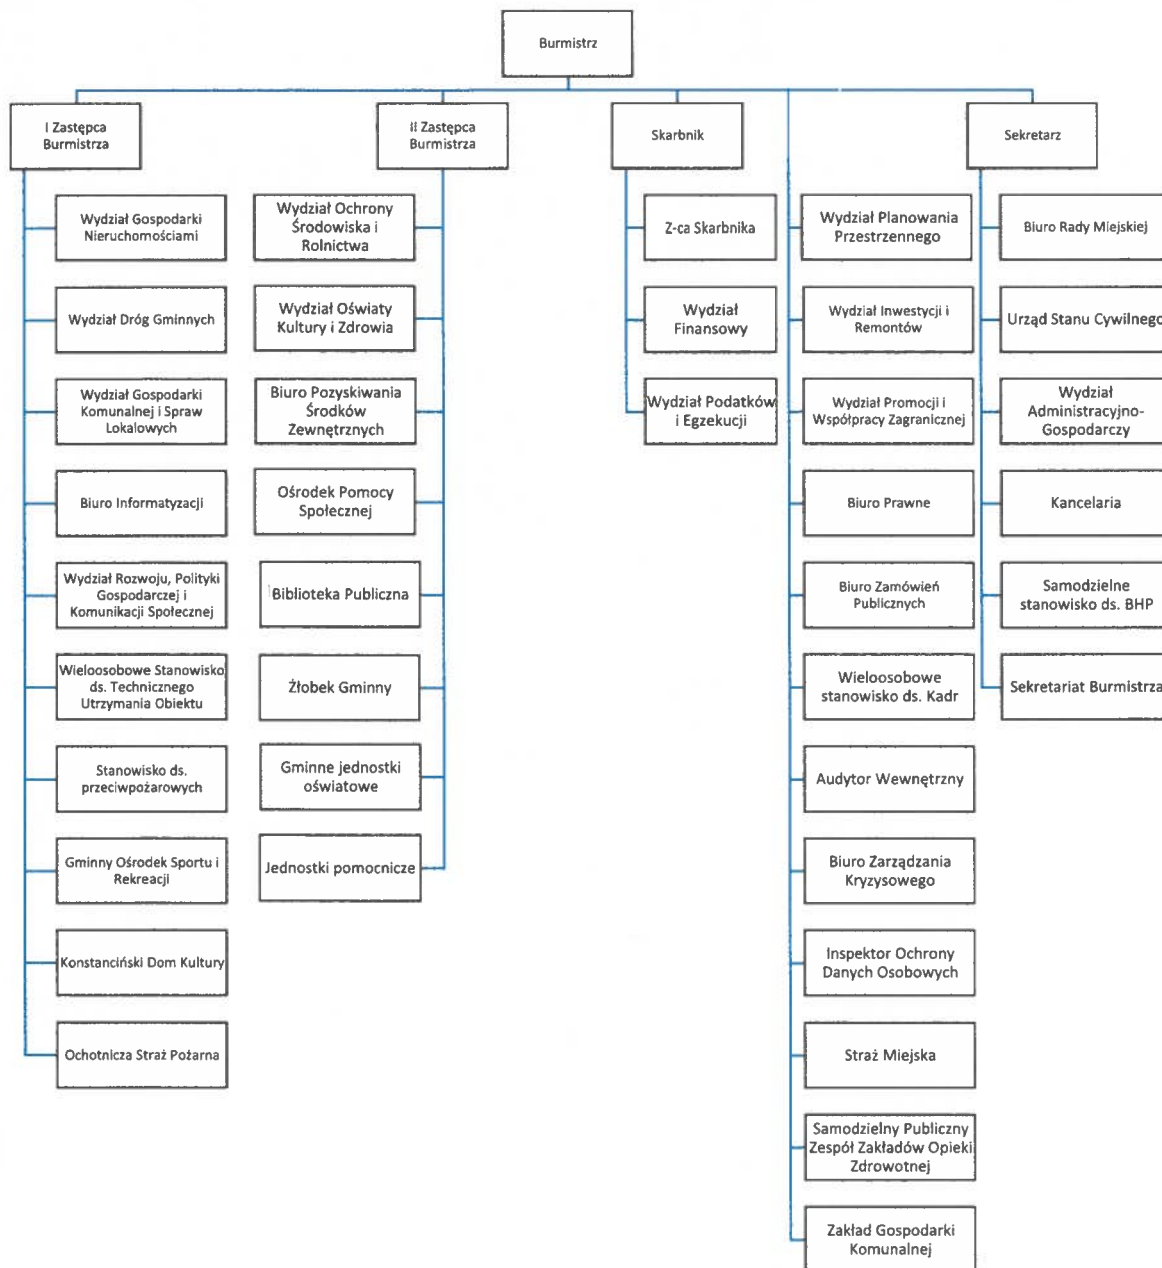 Burmistrz
I Zastępca
Burmistrza
II Zastępca
Burmistrza
Skarbnik
Sekretarz
Wydział Gospodarki
Nieruchomościami
Wydział Dróg Gminnych
Wydział Gospodarki
Komunalnej i Spraw
Lokalowych
Biuro Informatyzacji
Wydział Rozwoju, Polityki
Gospodarczej i
Komunikacji Społecznej
Wieloosobowe Stanowisko
ds. Technicznego
Utrzymania Obiektu
Stanowisko ds.
przeciwpożarowych
Gminny Ośrodek Sportu i
Rekreacji
Konstanciński Dom Kultury
Ochotnicza Straż Pożarna
Wydział Ochrony
Środowiska i
Rolnictwa
Wydział Oświaty
Kultury i Zdrowia
Biuro Pozyskiwania
Środków
Zewnętrznych
Ośrodek Pomocy
Społecznej
Biblioteka Publiczna
Żłobek Gminny
Gminne jednostki
oświatowe
Jednostki pomocnicze
Z-ca Skarbnika
Wydział
Finansowy
Wydział Podatków
i Egzekucji
Wydział Planowania
Przestrzennego
Wydział Inwestycji i
Remontów
Wydział Promocji i
Współpracy Zagranicznej
Biuro Prawne
Biuro Zamówień
Publicznych
Wieloosobowe
stanowisko ds. Kadr
Audytor Wewnętrzny
Biuro Zarządzania
Kryzysowego
Inspektor Ochrony
Danych Osobowych
Straż Miejska
Samodzielny Publiczny
Zespół Zakładów Opieki
Zdrowotnej
Zakład Gospodarki
Komunalnej
Biuro Rady Miejskiej
Urząd Stanu Cywilnego
Wydział
Administracyjno-
Gospodarczy
Kancelaria
Samodzielne
stanowisko ds. BHP
Sekretariat Burmistrza